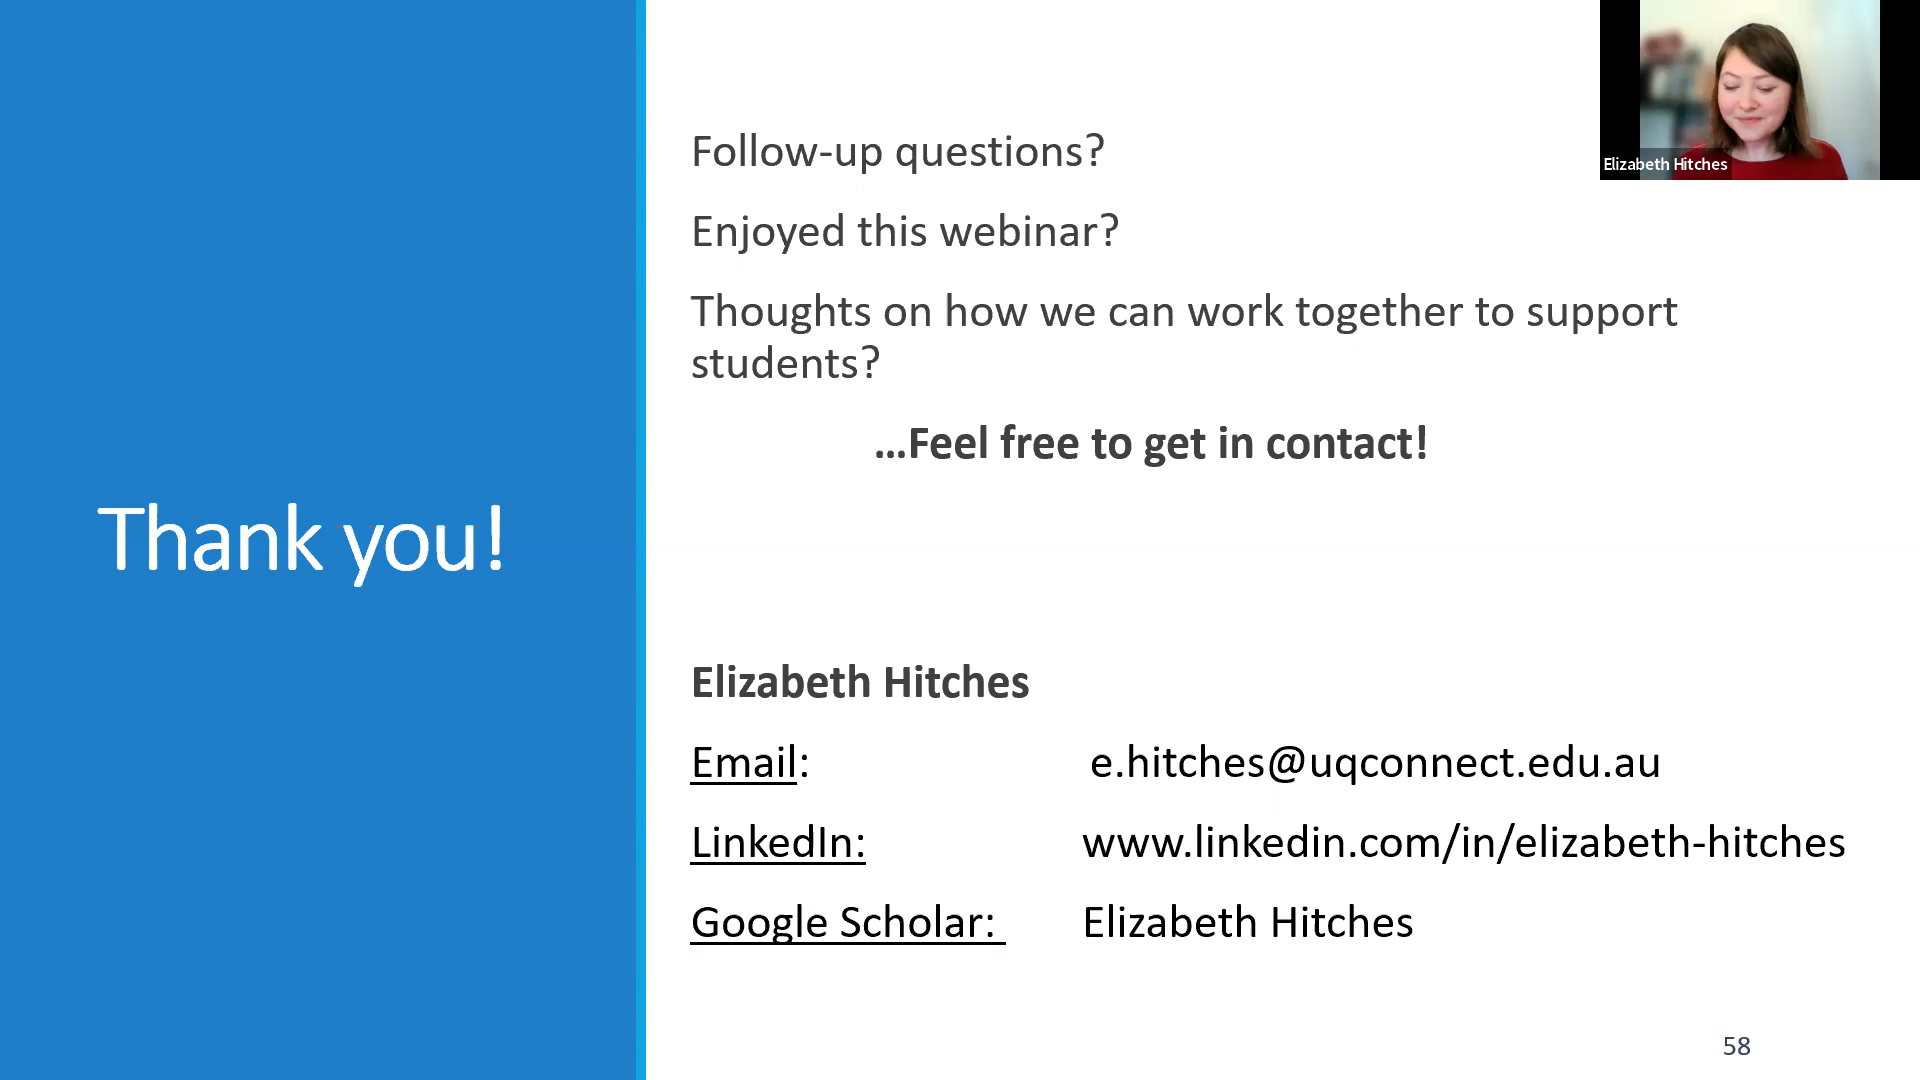 Thank you!
Follow-up questions?
Enjoyed this webinar?
Thoughts on how we can work together to support
students?
...Feel free to get in contact!
Elizabeth Hitches
Email: e.hitches@uqconnect.edu.au
LinkedIn: www.linkedin.com/in/elizabeth-hitches
Google Scholar: Elizabeth Hitches
58
Elizabeth Hitches